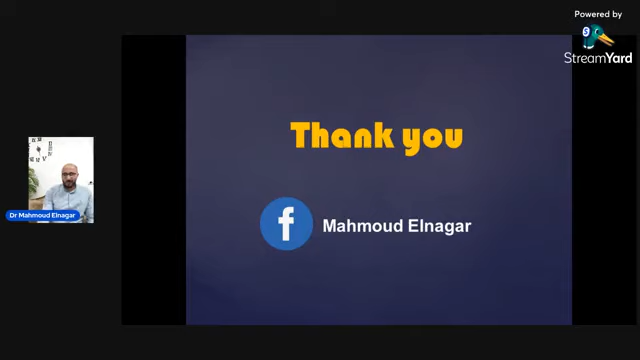 Powered by
StreamYard
Thank you
Mahmoud Elnagar
Dr Mahmoud Elnagar